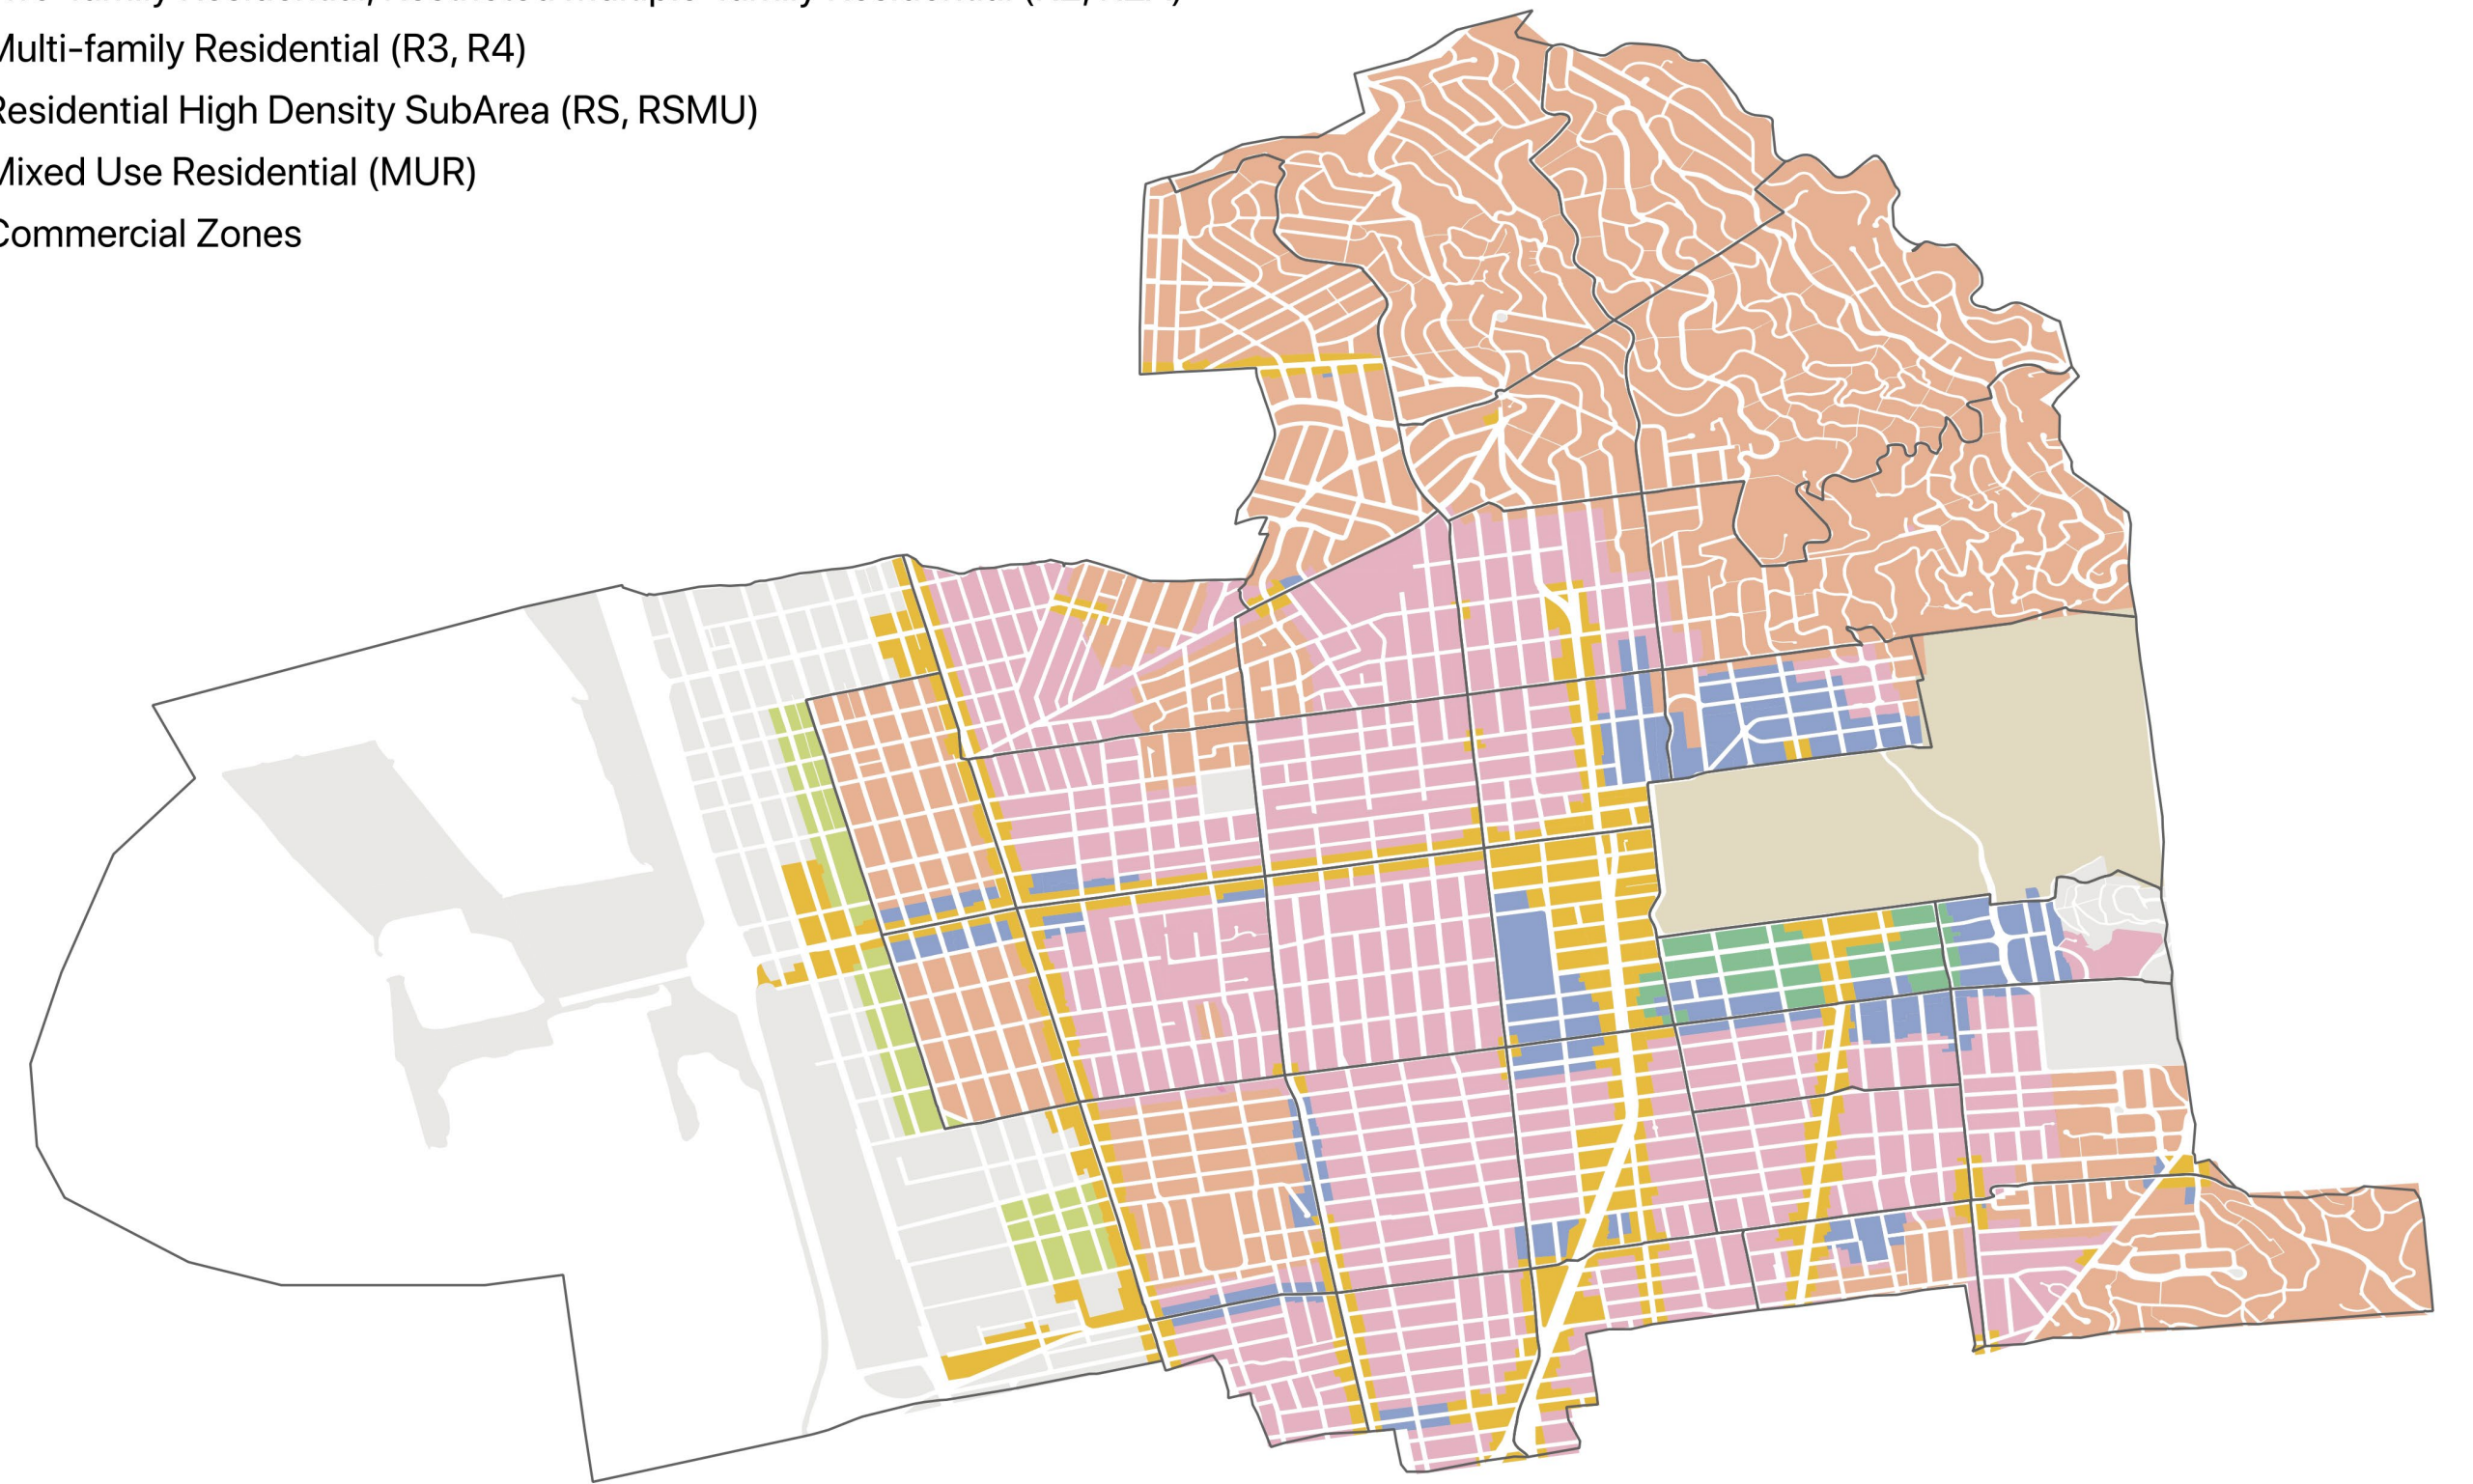 Multi-family Residential (R3, R4)
Residential High Density SubArea (RS, RSMU)
Mixed Use Residential (MUR)
Commercial Zones